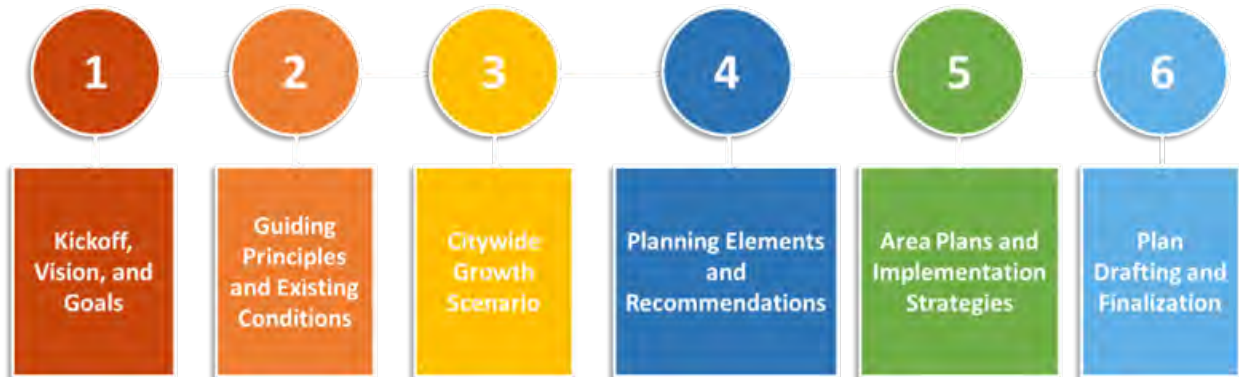 1
2
3
4
5
6
Kickoff,
Vision, and
Goals
Guiding
Principles
and Existing
Conditions
Citywide
Growth
Scenario
Planning Elements
and
Recommendations
Area Plans and
Implementation
Strategies
Plan
Drafting and
Finalization